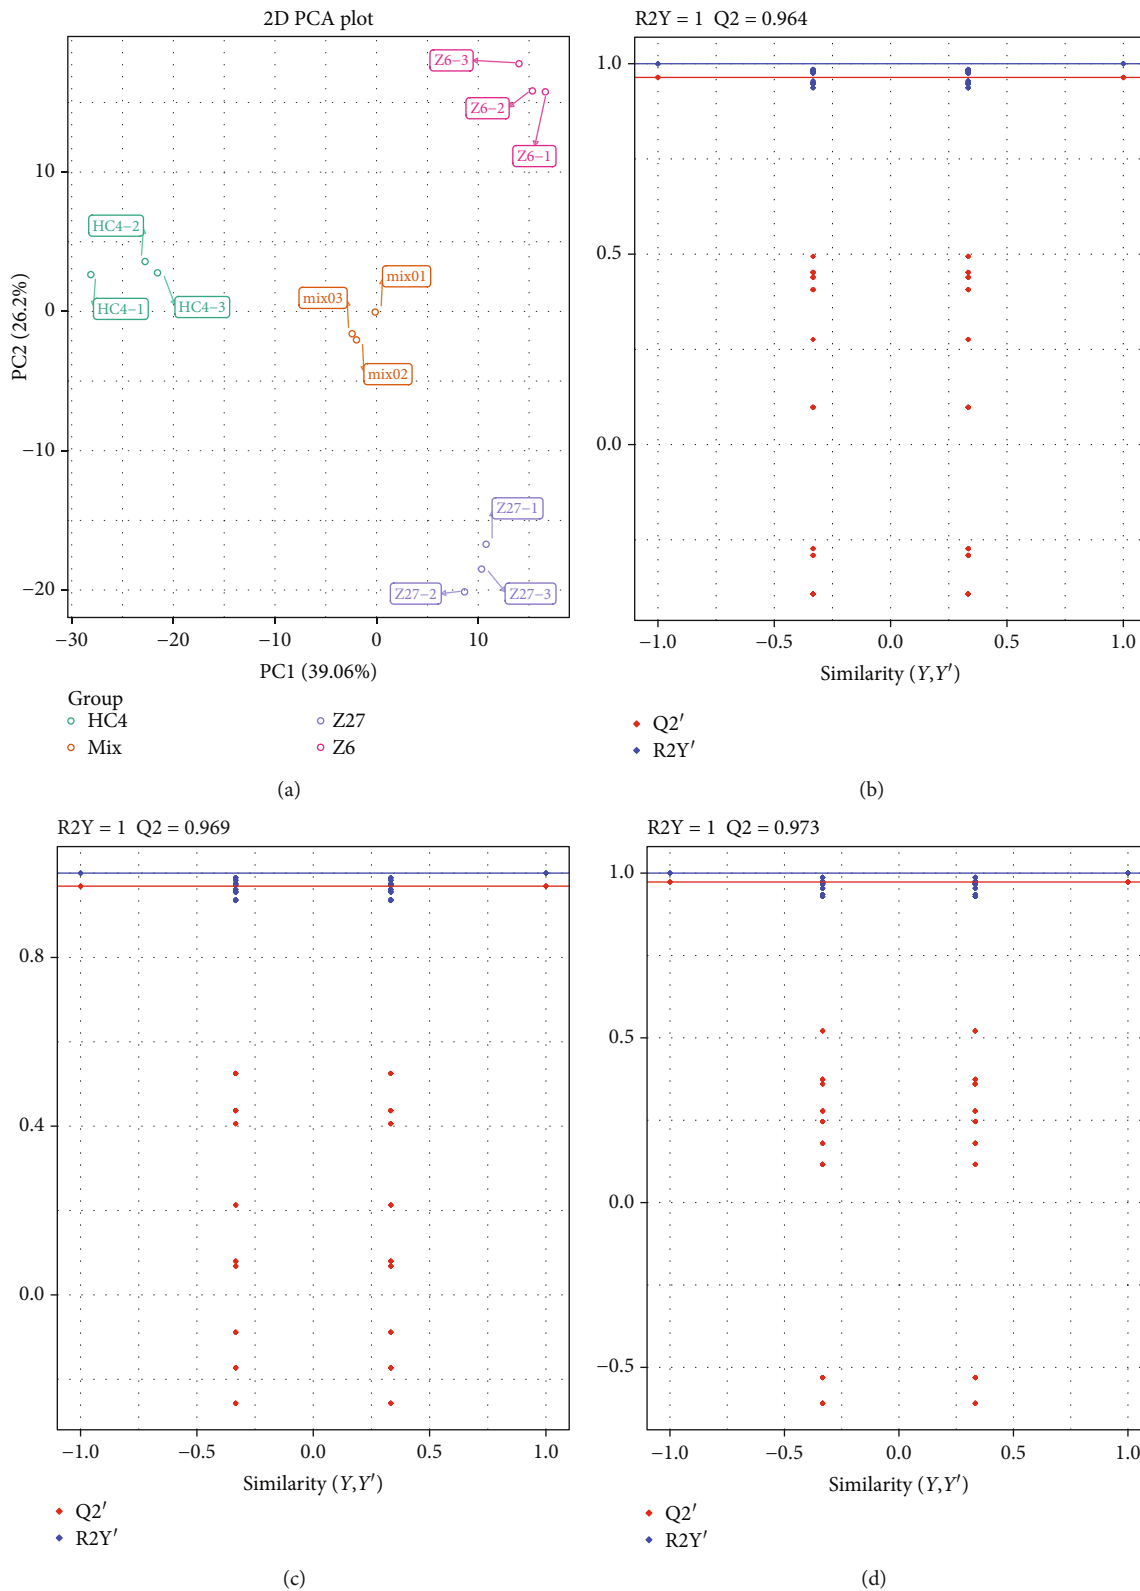 2D PCA plot
Z6−3
Z6−2
Z6−1
10
HC4−2
HC4−1
HC4−3
mix01
mix03
mix02
0
PC2 (26.2%)
−10
Z27−1
Z27−2
Z27−3
−20
−30 −20 −10 0 10
PC1 (39.06%)
Group
HC4 Z27
Mix Z6
(a)
R2Y = 1 Q2 = 0.964
1.0
0.5
0.0
−1.0 −0.5 0.0 0.5 1.0
Similarity (Y,Y′)
Q2′
R2Y′
(b)
R2Y = 1 Q2 = 0.969
0.8
0.4
0.0
−1.0 −0.5 0.0 0.5 1.0
Similarity (Y,Y′)
Q2′
R2Y′
(c)
R2Y = 1 Q2 = 0.973
1.0
0.5
0.0
−0.5
−1.0 −0.5 0.0 0.5 1.0
Similarity (Y,Y′)
Q2′
R2Y′
(d)